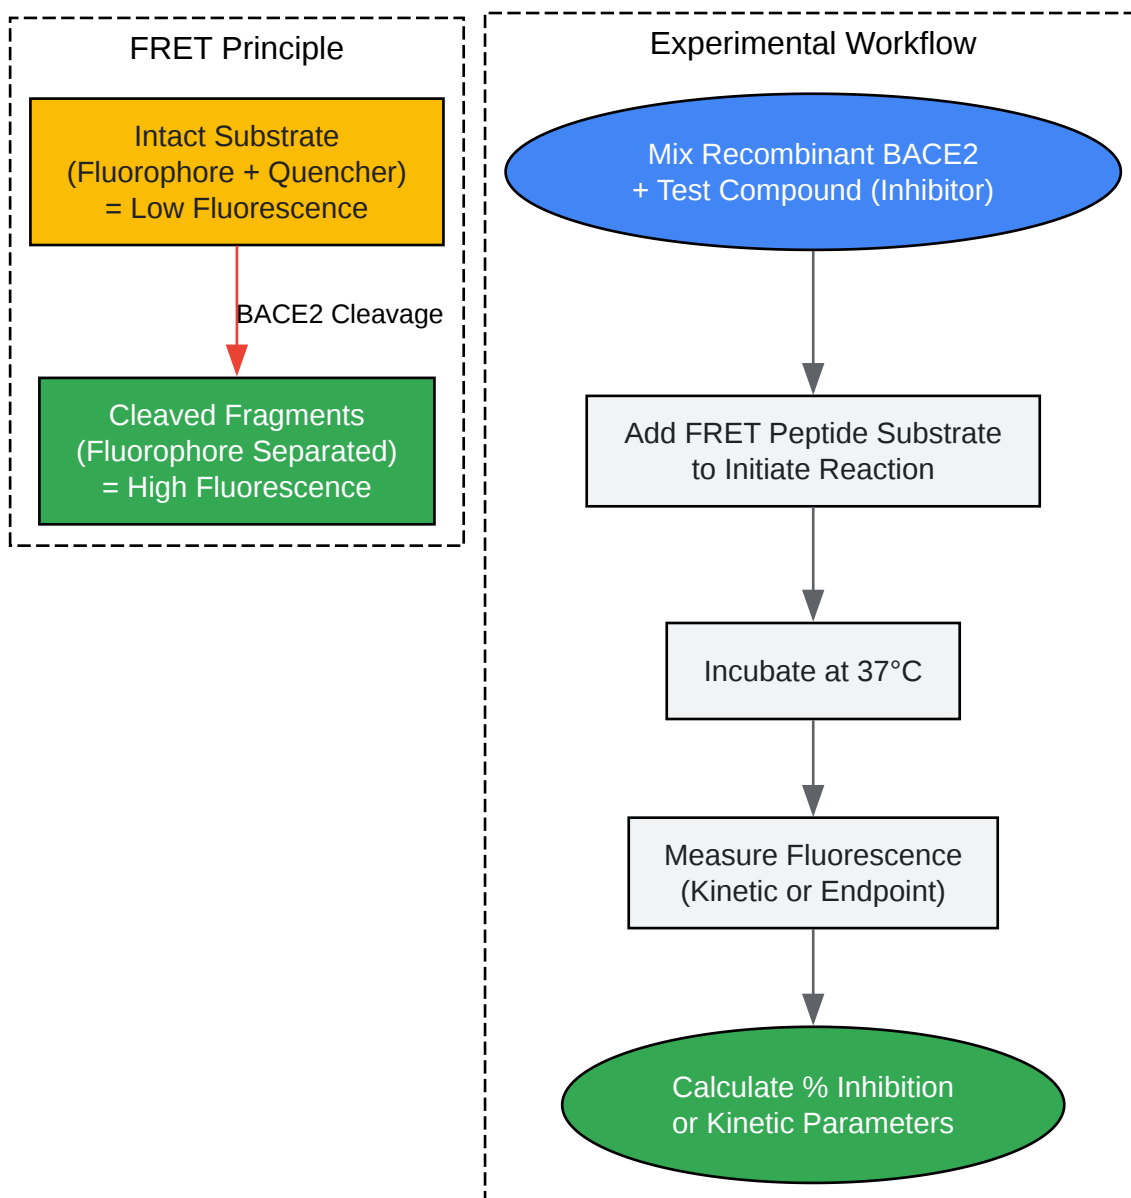 FRET Principle
Intact Substrate
(Fluorophore + Quencher)
= Low Fluorescence
BACE2 Cleavage
Cleaved Fragments
(Fluorophore Separated)
= High Fluorescence
Experimental Workflow
Mix Recombinant BACE2
+ Test Compound (Inhibitor)
Add FRET Peptide Substrate
to Initiate Reaction
Incubate at 37°C
Measure Fluorescence
(Kinetic or Endpoint)
Calculate % Inhibition
or Kinetic Parameters